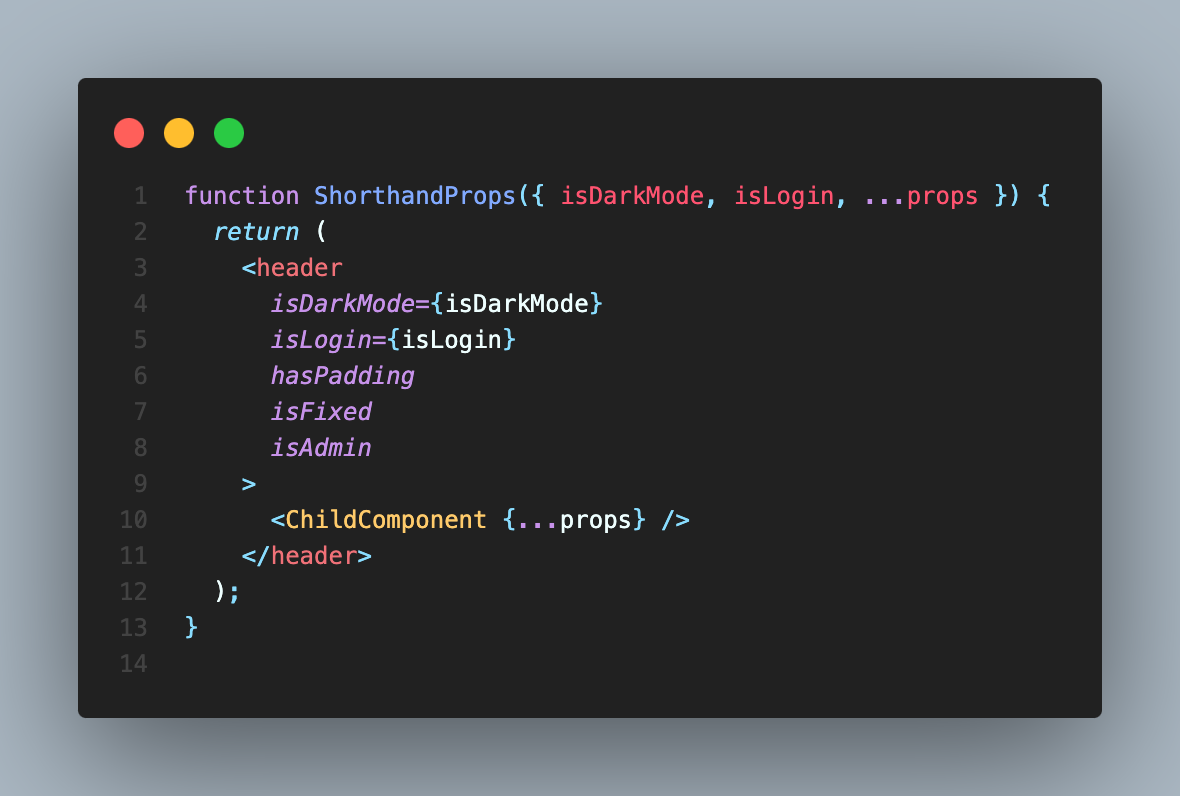 1 function ShorthandProps({ isDarkMode, isLogin, ...props }) {
2   return (
3     <header
4       isDarkMode={isDarkMode}
5       isLogin={isLogin}
6       hasPadding
7       isFixed
8       isAdmin
9     >
10       <ChildComponent {...props} />
11     </header>
12   );
13 }
14